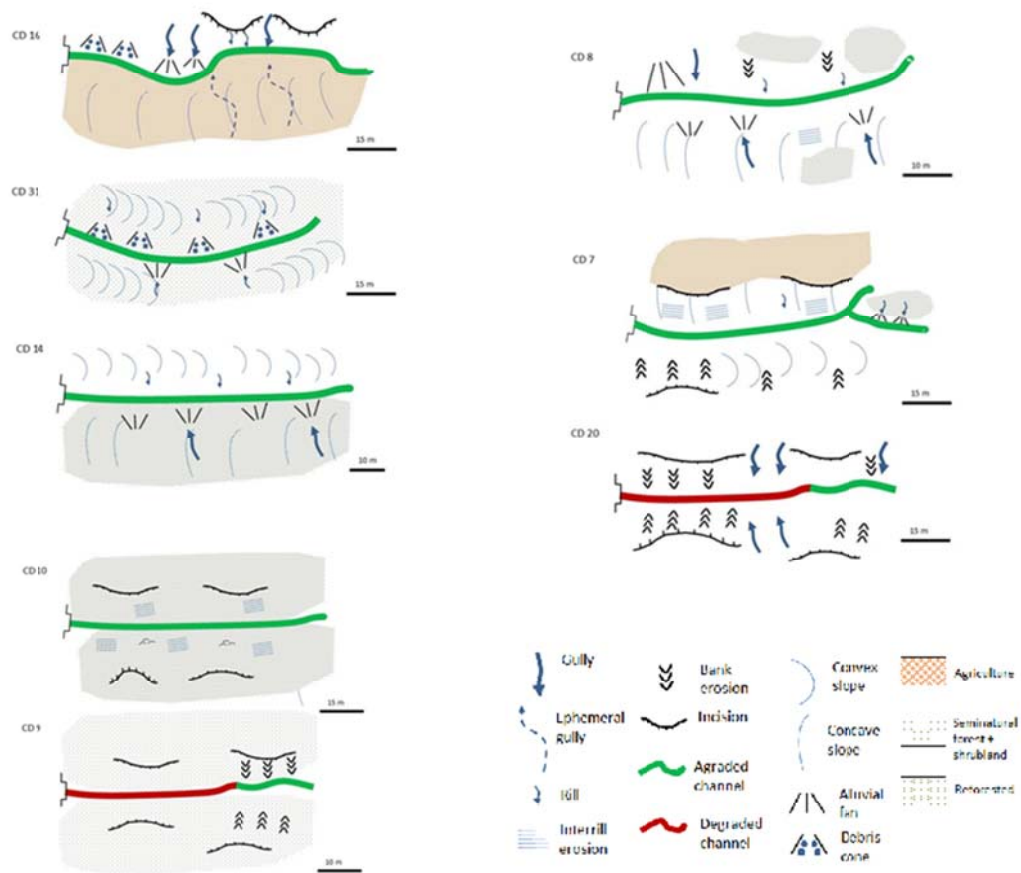 CD 16
15 m
CD 31
15 m
CD 14
10 m
CD 10
15 m
CD 9
10 m
CD 8
10 m
CD 7
15 m
CD 20
15 m
Gully
Ephemeral
gully
Rill
Interrill
erosion
Bank
erosion
Incision
Agraded
channel
Degraded
channel
Convex
slope
Concave
slope
Alluvial
fan
Debris
cone
Agriculture
Seminatural
forest +
shrubland
Reforested